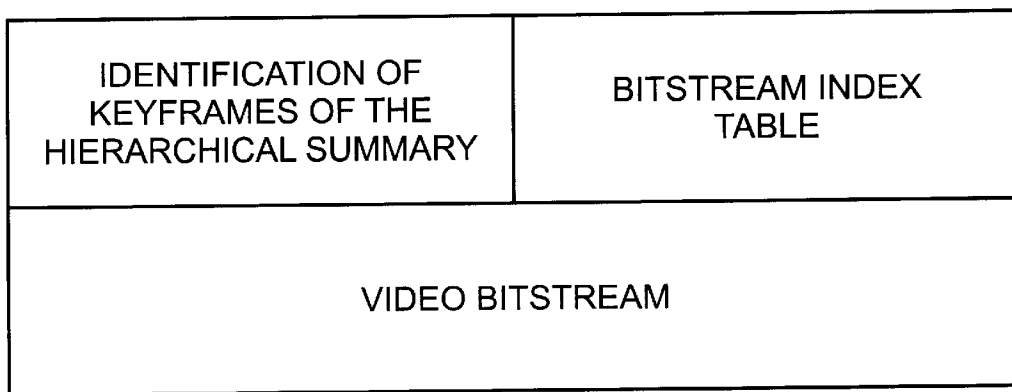 IDENTIFICATION OF
KEYFRAMES OF THE
HIERARCHICAL SUMMARY
BITSTREAM INDEX
TABLE
VIDEO BITSTREAM